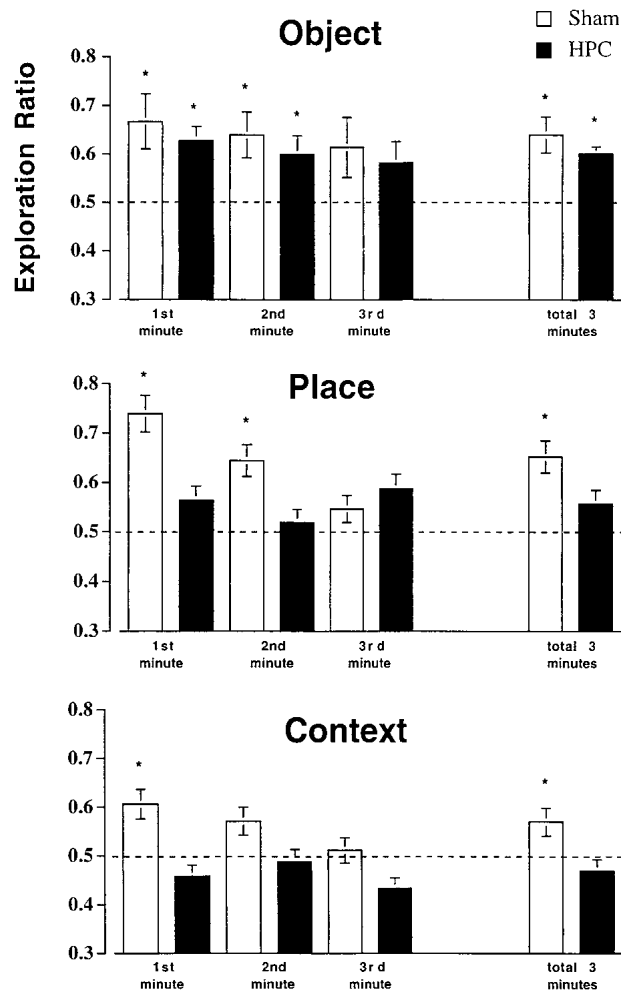 Object
Sham
HPC
Exploration Ratio
0.8
0.7
0.6
0.5
0.4
0.3
* * * * * *
1st minute
2nd minute
3rd minute
total 3 minutes
Place
0.8
0.7
0.6
0.5
0.4
0.3
* * *
1st minute
2nd minute
3rd minute
total 3 minutes
Context
0.8
0.7
0.6
0.5
0.4
0.3
* *
1st minute
2nd minute
3rd minute
total 3 minutes